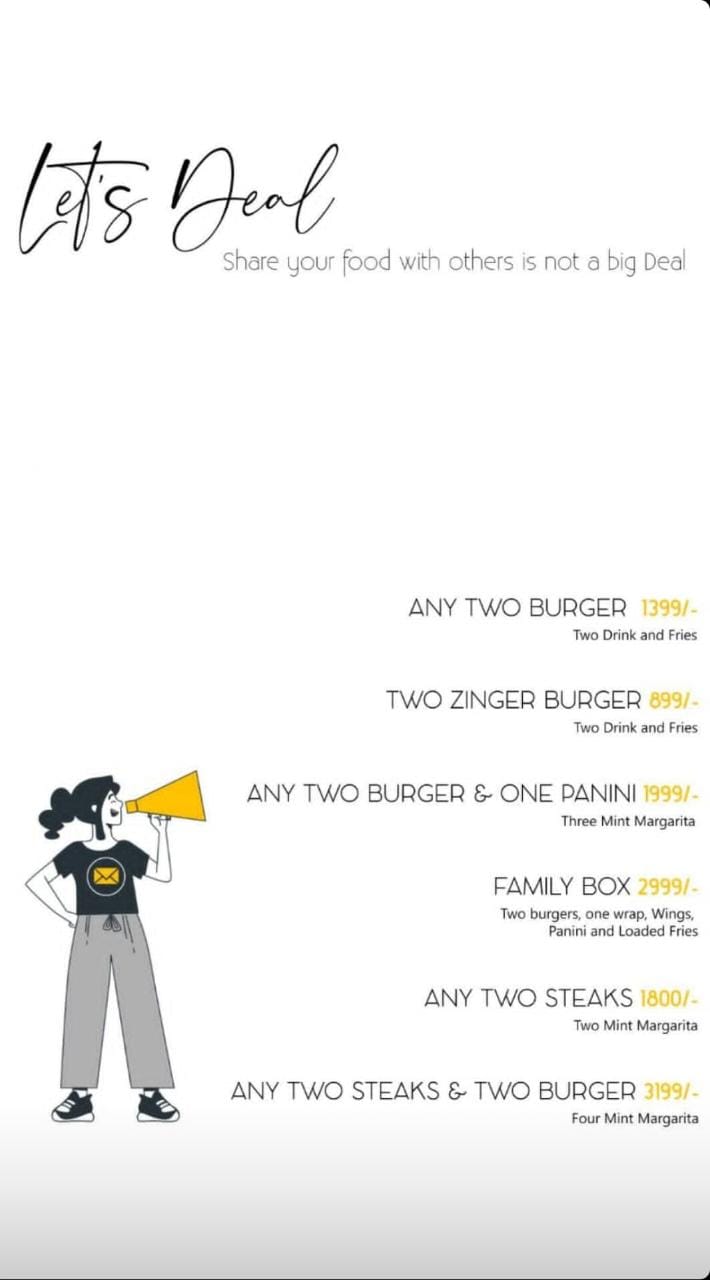 Let's Deal
Share your food with others is not a big Deal
ANY TWO BURGER 1399/-
Two Drink and Fries
TWO ZINGER BURGER 899/-
Two Drink and Fries
ANY TWO BURGER & ONE PANINI 1999/-
Three Mint Margarita
FAMILY BOX 2999/-
Two burgers, one wrap, Wings,
Panini and Loaded Fries
ANY TWO STEAKS 1800/-
Two Mint Margarita
ANY TWO STEAKS & TWO BURGER 3199/-
Four Mint Margarita